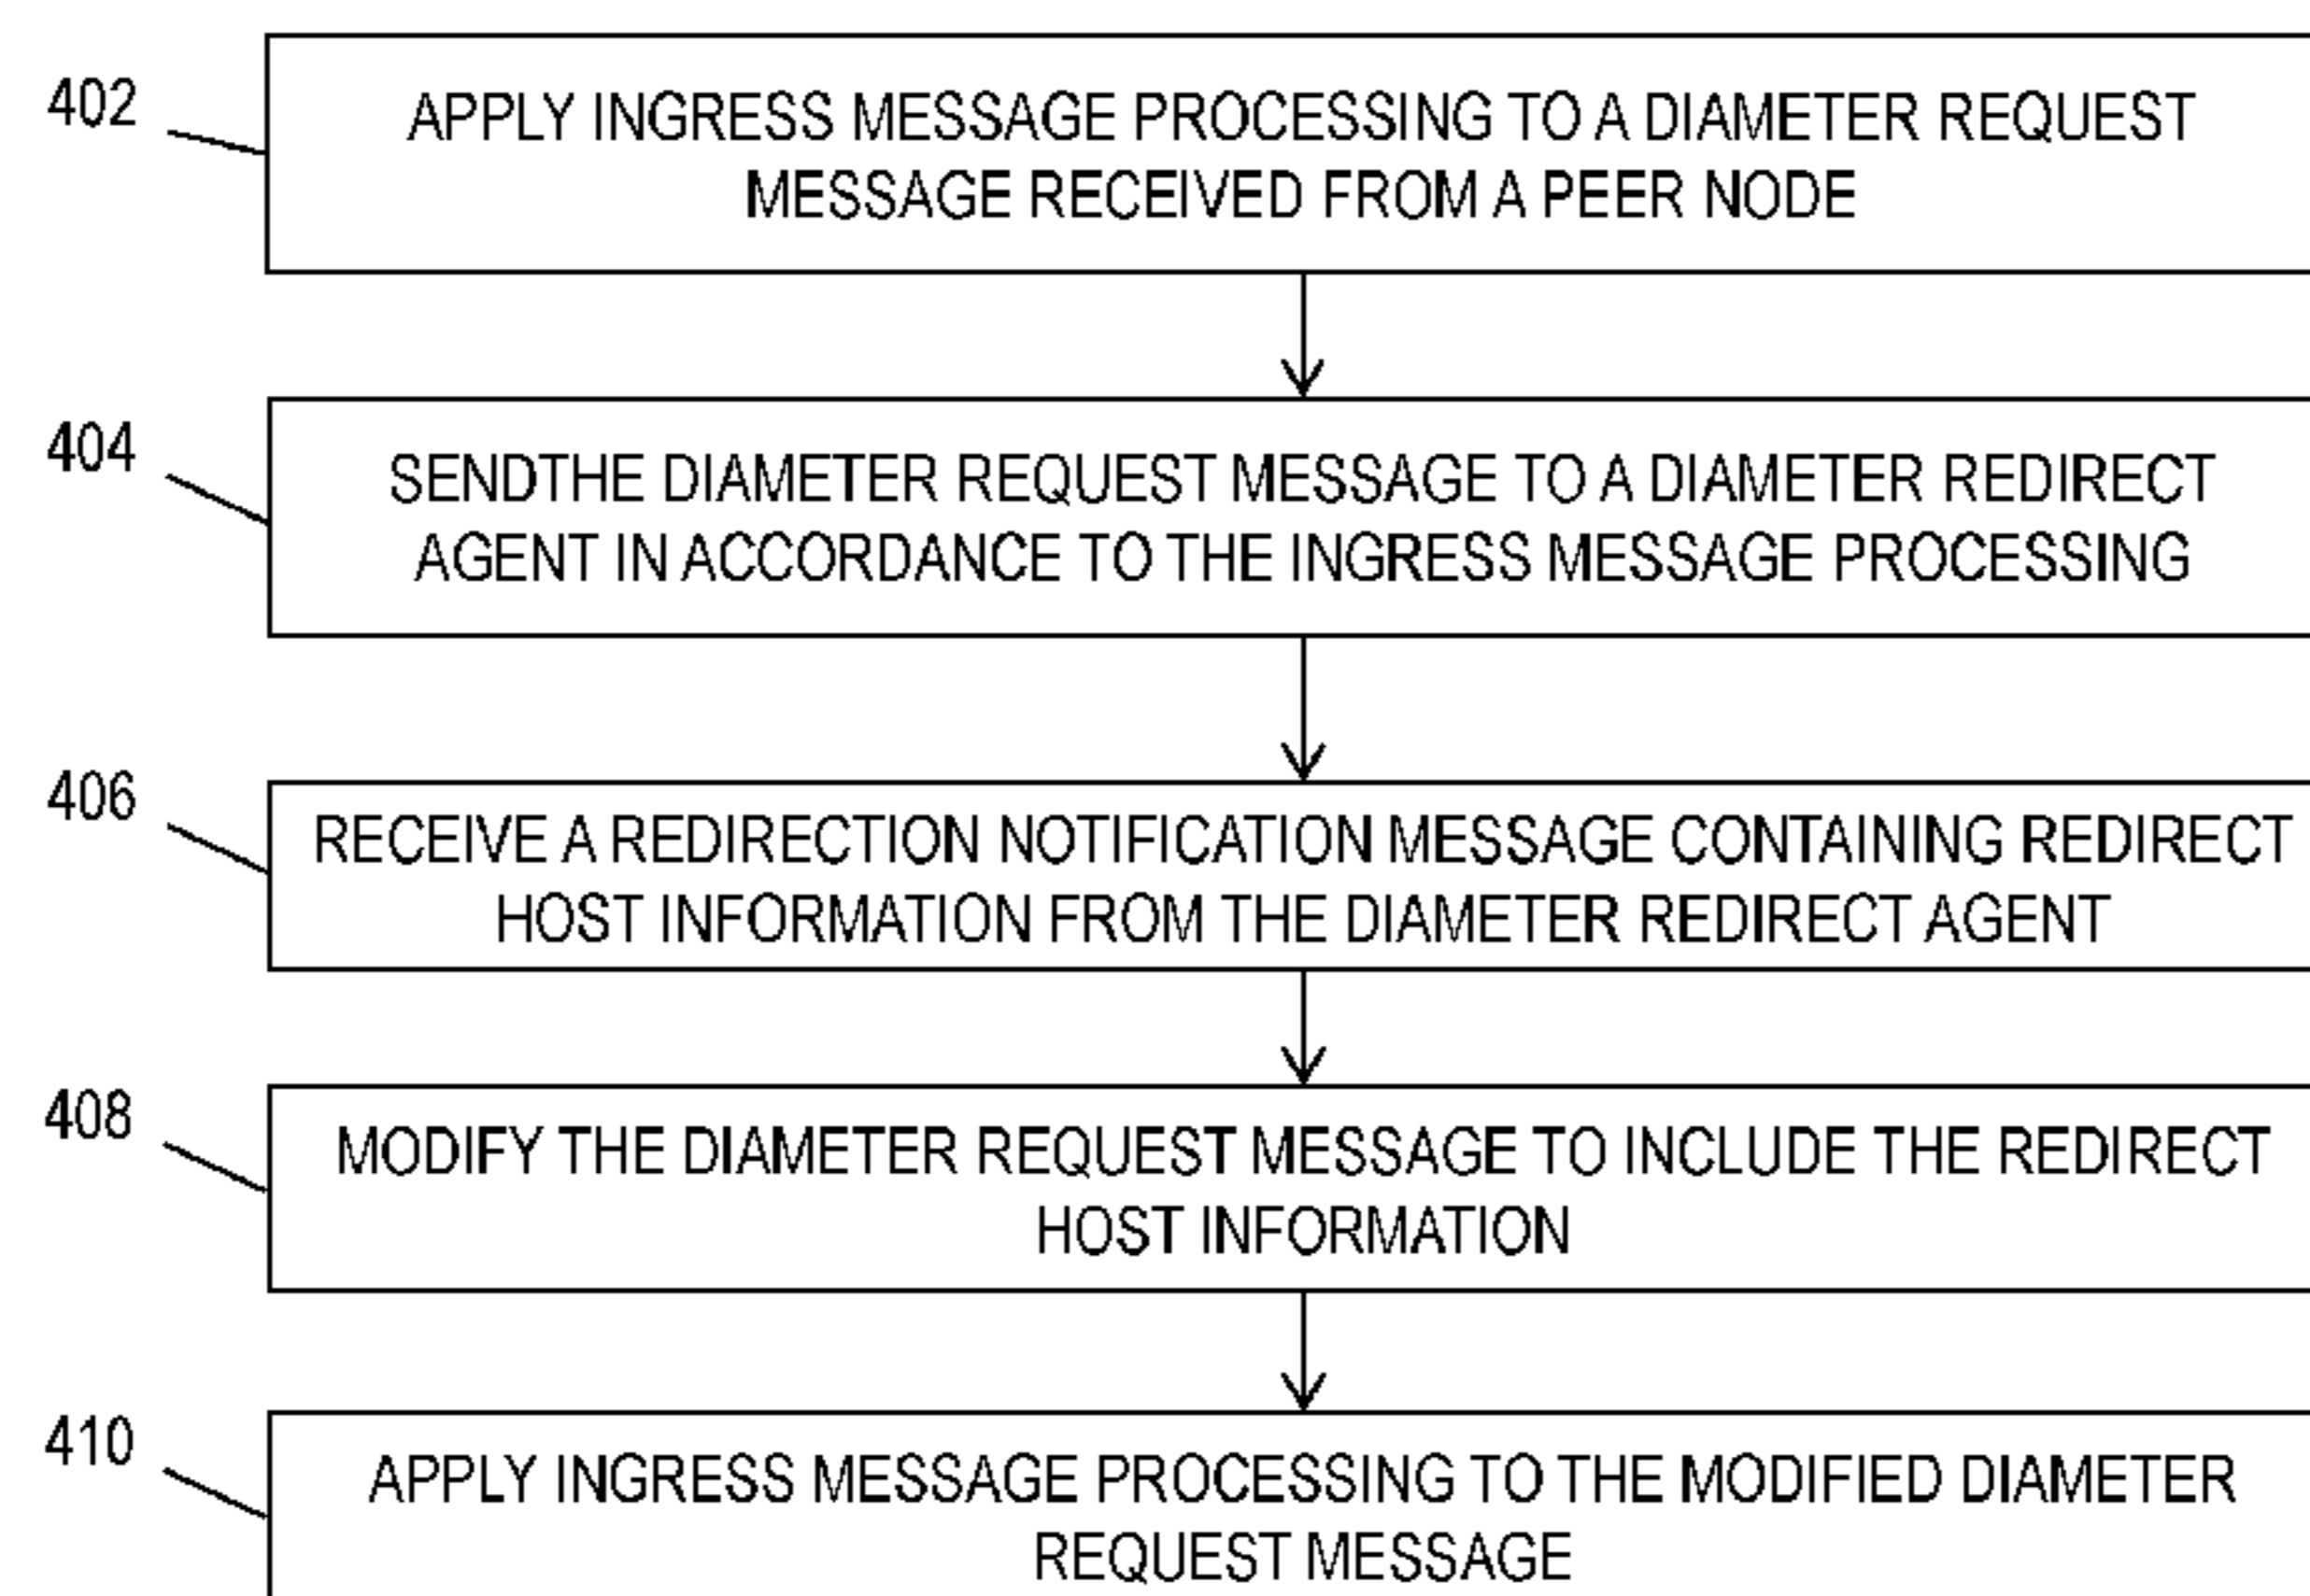 402
APPLY INGRESS MESSAGE PROCESSING TO A DIAMETER REQUEST
MESSAGE RECEIVED FROM A PEER NODE
404
SENDTHE DIAMETER REQUEST MESSAGE TO A DIAMETER REDIRECT
AGENT IN ACCORDANCE TO THE INGRESS MESSAGE PROCESSING
406
RECEIVE A REDIRECTION NOTIFICATION MESSAGE CONTAINING REDIRECT
HOST INFORMATION FROM THE DIAMETER REDIRECT AGENT
408
MODIFY THE DIAMETER REQUEST MESSAGE TO INCLUDE THE REDIRECT
HOST INFORMATION
410
APPLY INGRESS MESSAGE PROCESSING TO THE MODIFIED DIAMETER
REQUEST MESSAGE